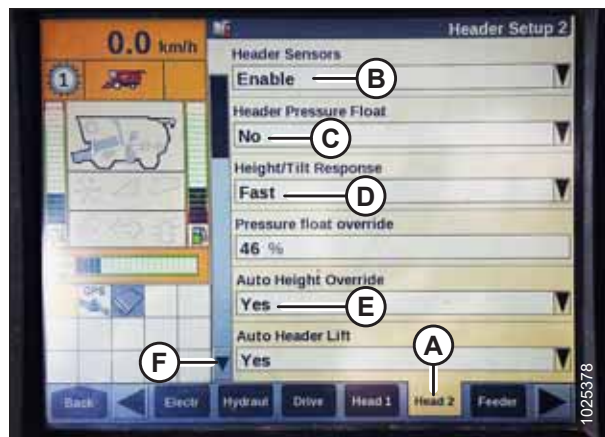 0.0 km/h
Header Setup 2
1
Header Sensors
Enable
B
Header Pressure Float
No
C
Height/Tilt Response
Fast
D
Pressure float override
46 %
Auto Height Override
Yes
E
GPS
Auto Header Lift
Yes
F
A
Back
Electr
Hydraul
Drive
Head 1
Head 2
Feeder
1025378